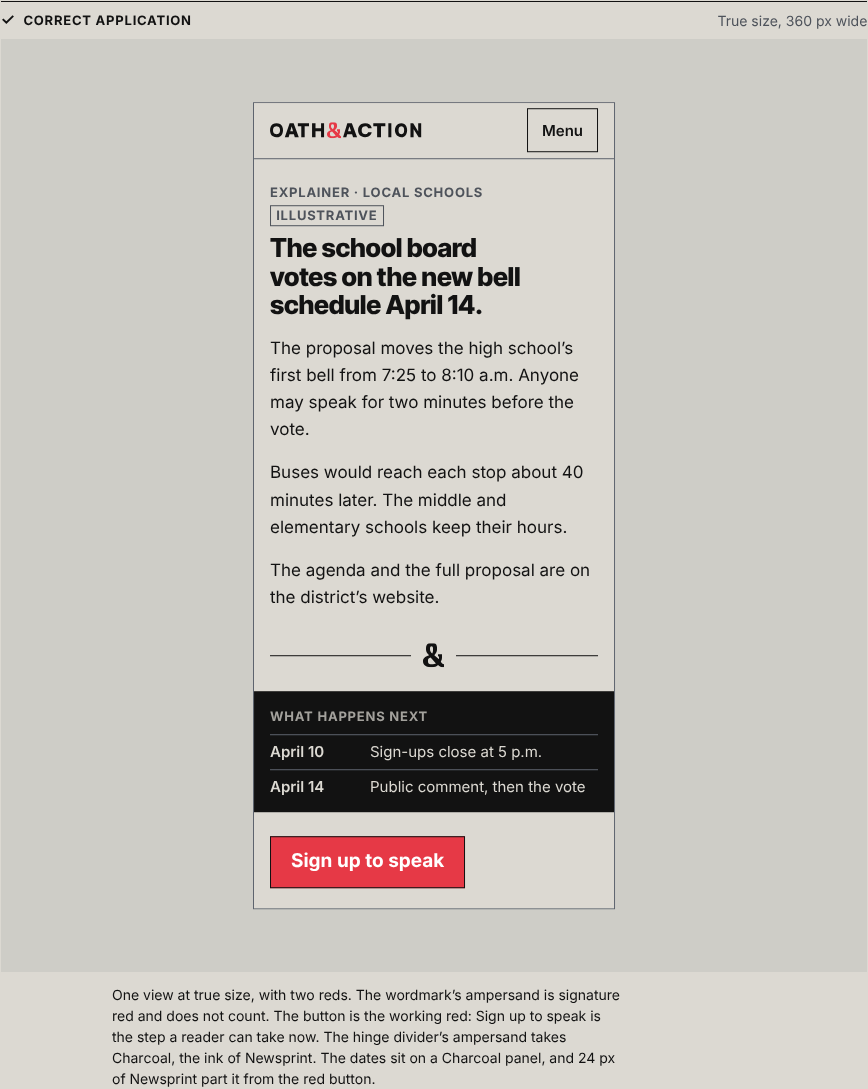 ✓ CORRECT APPLICATION
True size, 360 px wide
OATH&ACTION
Menu
EXPLAINER · LOCAL SCHOOLS
ILLUSTRATIVE
The school board
votes on the new bell
schedule April 14.
The proposal moves the high school’s
first bell from 7:25 to 8:10 a.m. Anyone
may speak for two minutes before the
vote.
Buses would reach each stop about 40
minutes later. The middle and
elementary schools keep their hours.
The agenda and the full proposal are on
the district’s website.
&
WHAT HAPPENS NEXT
April 10 Sign-ups close at 5 p.m.
April 14 Public comment, then the vote
Sign up to speak
One view at true size, with two reds. The wordmark’s ampersand is signature
red and does not count. The button is the working red: Sign up to speak is
the step a reader can take now. The hinge divider’s ampersand takes
Charcoal, the ink of Newsprint. The dates sit on a Charcoal panel, and 24 px
of Newsprint part it from the red button.